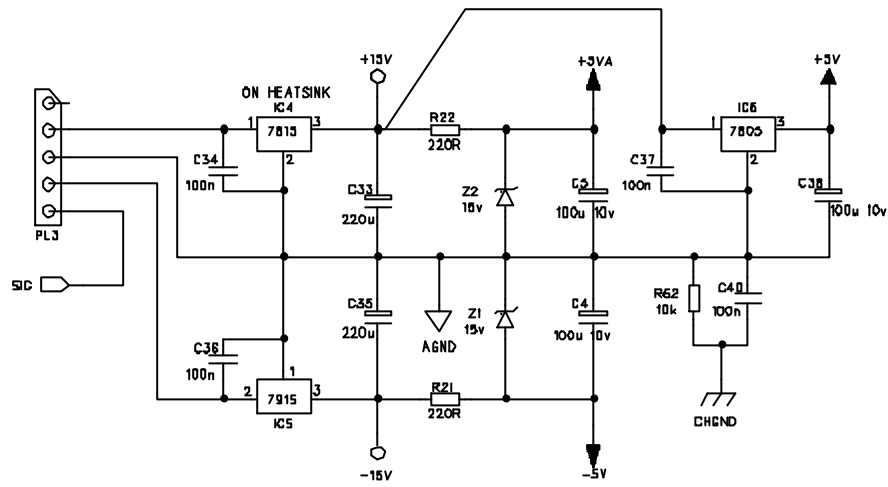 +15V
+5VA
+5V
ON HEATSINK
IC4
IC6
1
7815
3
2
R22
220R
1
7805
3
2
C34
100n
C37
100n
C33
220u
Z2
15v
C5
100u 10v
C38
100u 10v
PL3
SIG
C35
220u
AGND
Z1
15v
C4
100u 10v
R62
10k
C40
100n
C36
100n
1
2
7915
3
IC5
R21
220R
CHGND
-15V
-5V